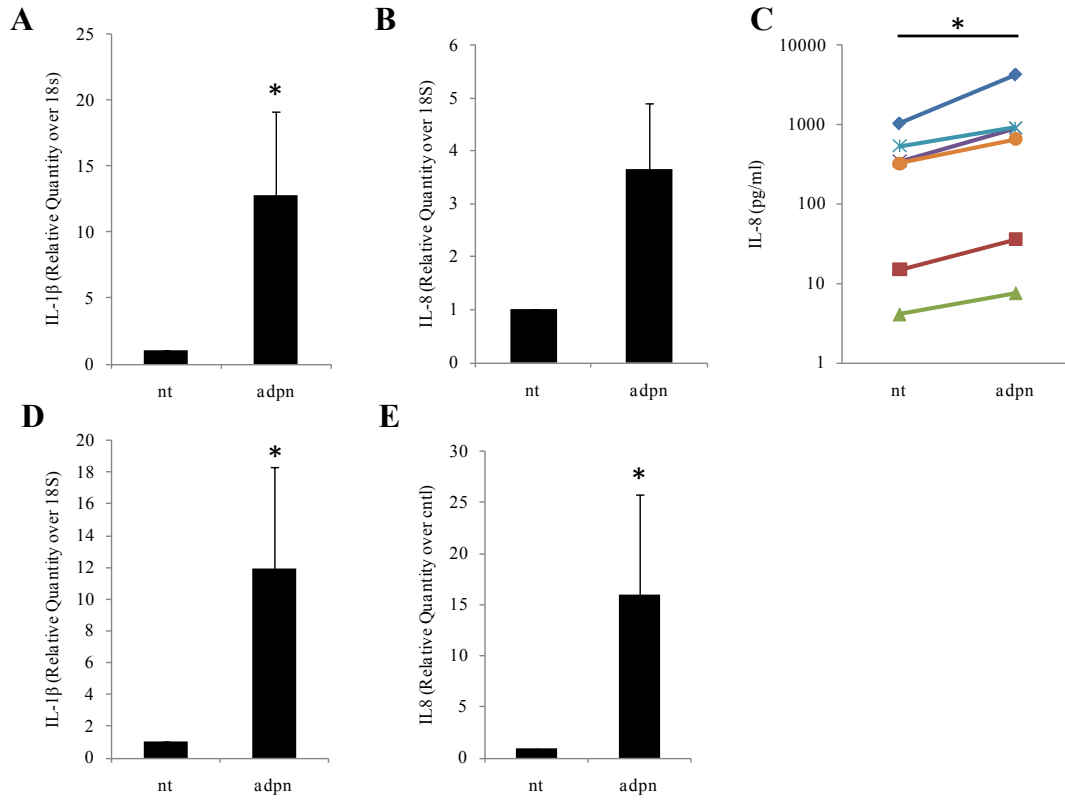 A
IL-1β (Relative Quantity over 18s)
25
20
15
10
5
0
*
nt
adpn
B
IL-8 (Relative Quantity over 18S)
6
5
4
3
2
1
0
nt
adpn
C
IL-8 (pg/ml)
10000
1000
100
10
1
*
nt
adpn
D
IL-1β (Relative Quantity over 18S)
20
18
16
14
12
10
8
6
4
2
0
*
nt
adpn
E
IL8 (Relative Quantity over cntl)
30
25
20
15
10
5
0
*
nt
adpn